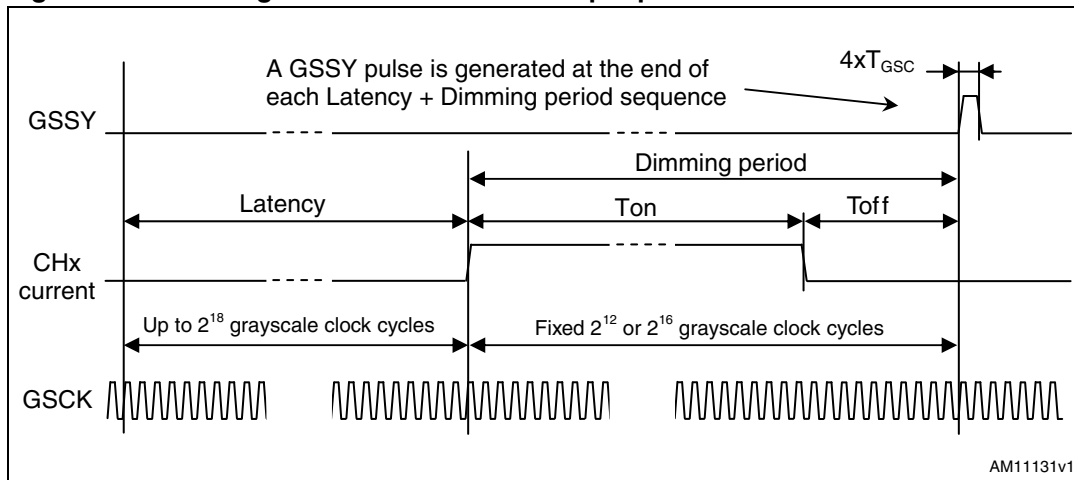 A GSSY pulse is generated at the end of
each Latency + Dimming period sequence
4xTGSC
GSSY
Dimming period
Latency
Ton
Toff
CHx
current
Up to 2^18 grayscale clock cycles
Fixed 2^12 or 2^16 grayscale clock cycles
GSCK
AM11131v1